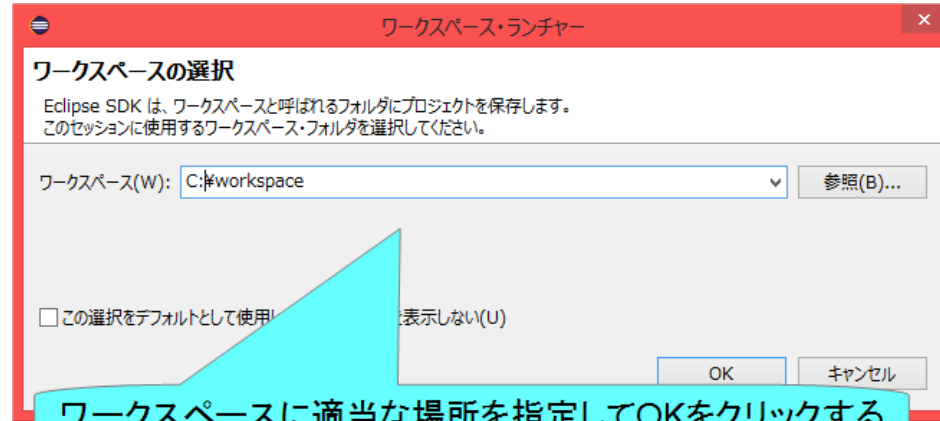 ワークスペース・ランチャー
ワークスペースの選択
Eclipse SDK は、ワークスペースと呼ばれるフォルダにプロジェクトを保存します。
このセッションに使用するワークスペース・フォルダを選択してください。
ワークスペース(W): C:¥workspace 参照(B)...
この選択をデフォルトとして使用し 表示しない(U)
OK キャンセル
ワークスペースに適当な場所を指定してOKをクリックする